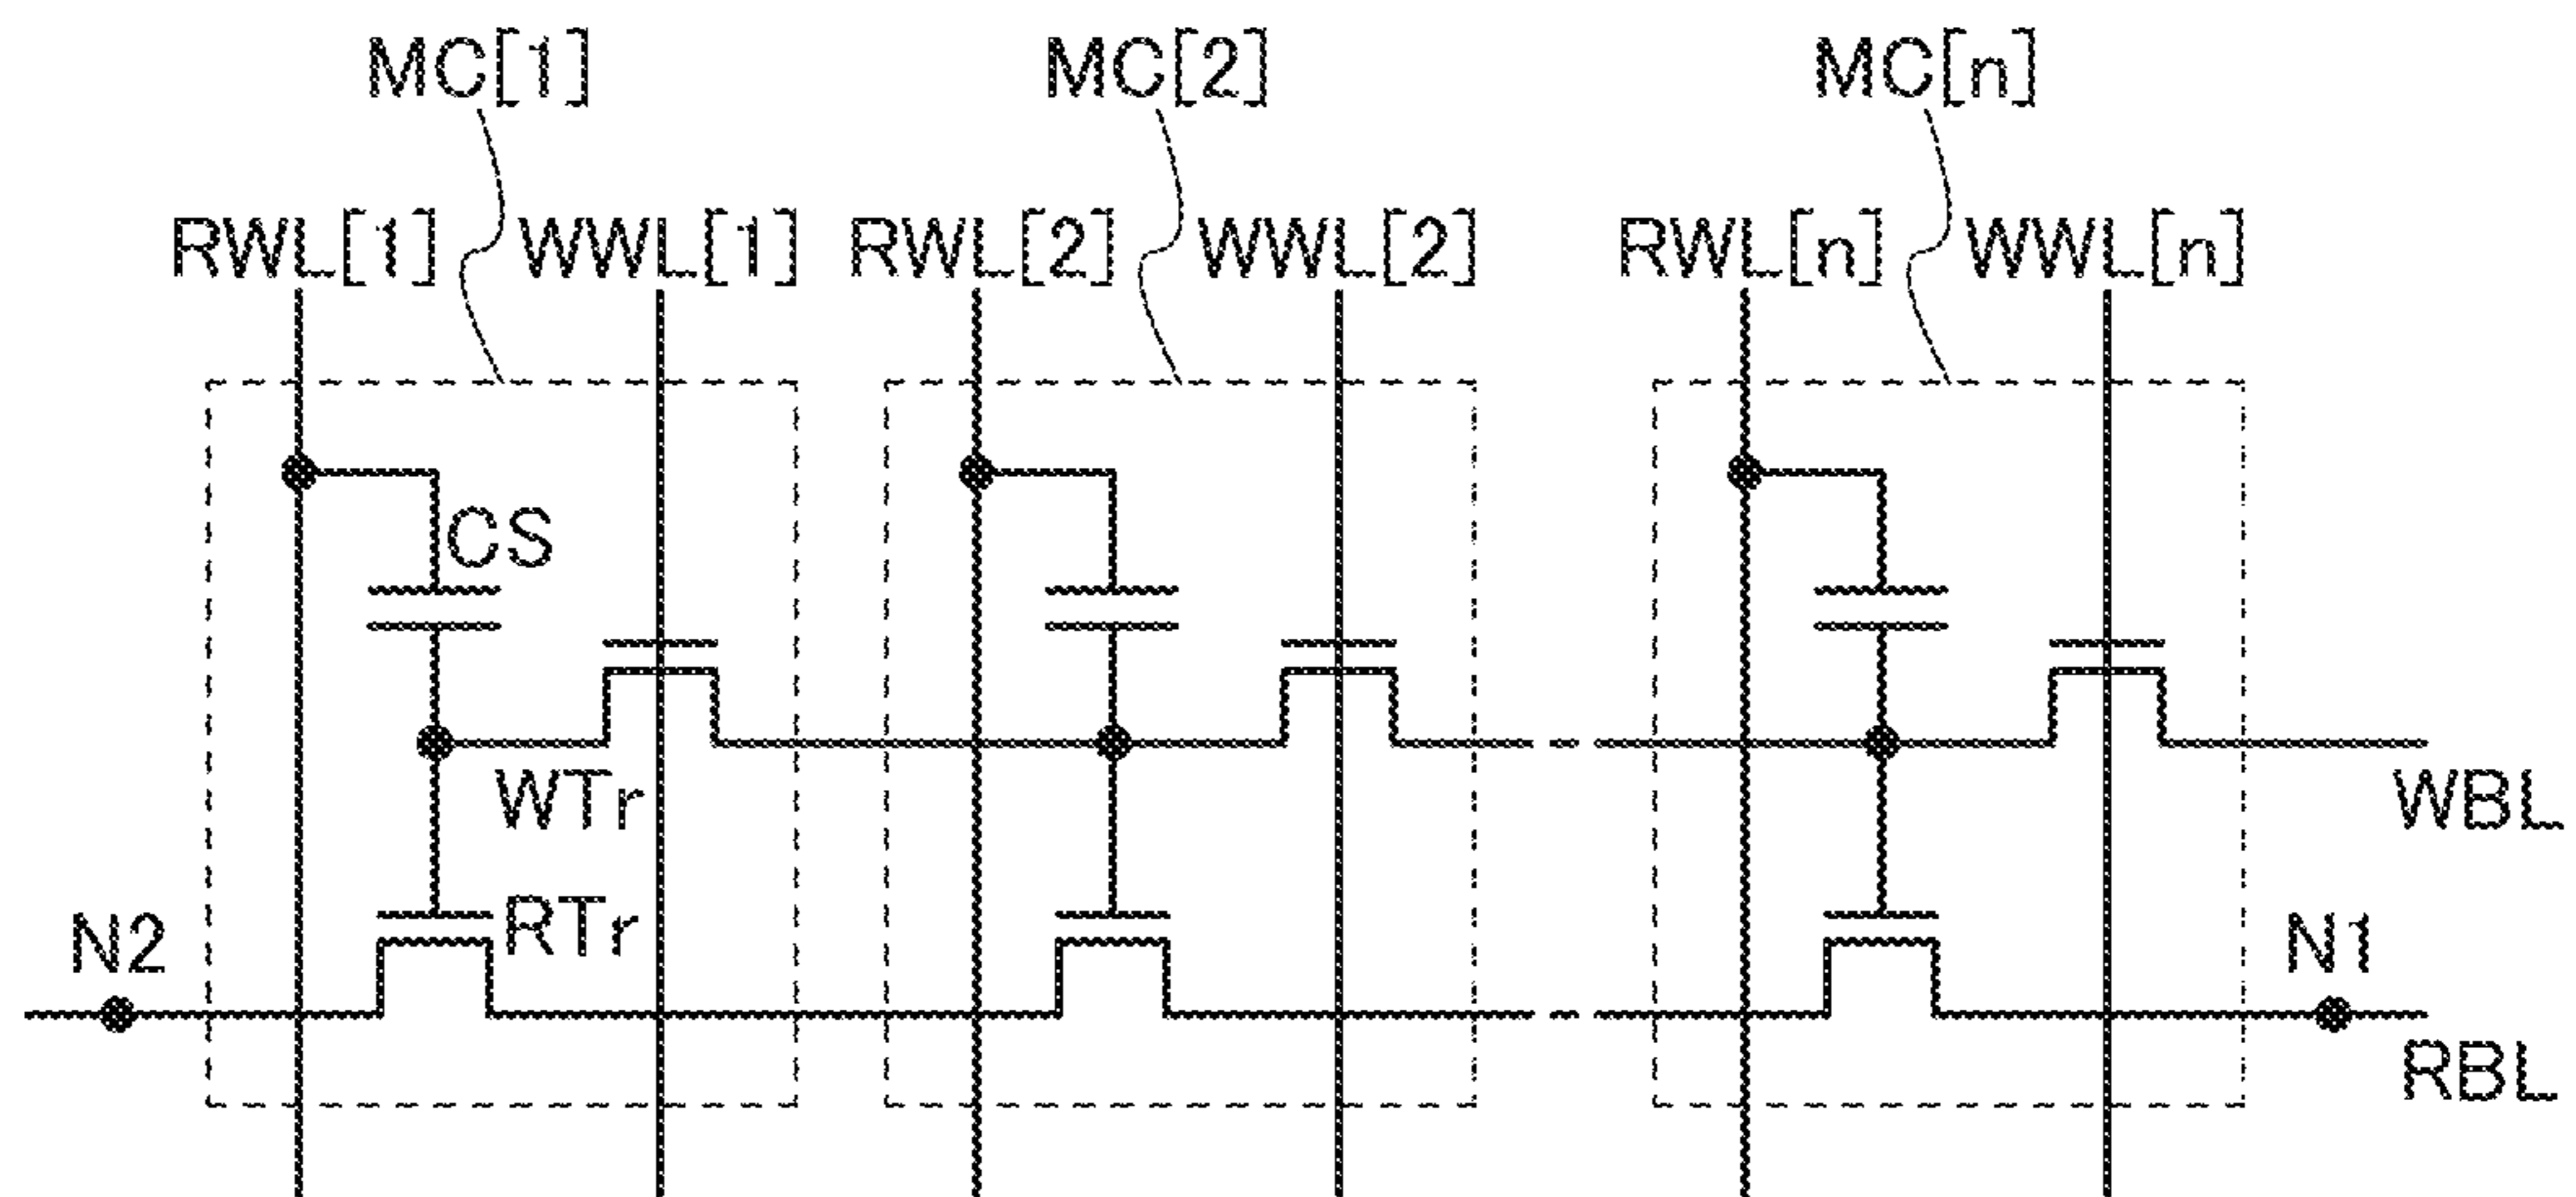 MC[1] MC[2] MC[n]
RWL[1] WWL[1] RWL[2] WWL[2] RWL[n] WWL[n]
CS
WTr WBL
N2 RTr N1
RBL